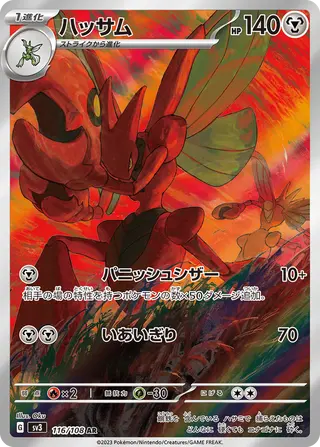 1進化
ハッサム
HP 140
ストライクから進化
パニッシュシザー 10+
相手の場の特性を持つポケモンの数×50ダメージ追加。
いあいぎり 70
弱点 ×2 抵抗力 -30 にげる
Illus. Oku
G sv3 116/108 AR
©2023 Pokémon/Nintendo/Creatures/GAME FREAK.